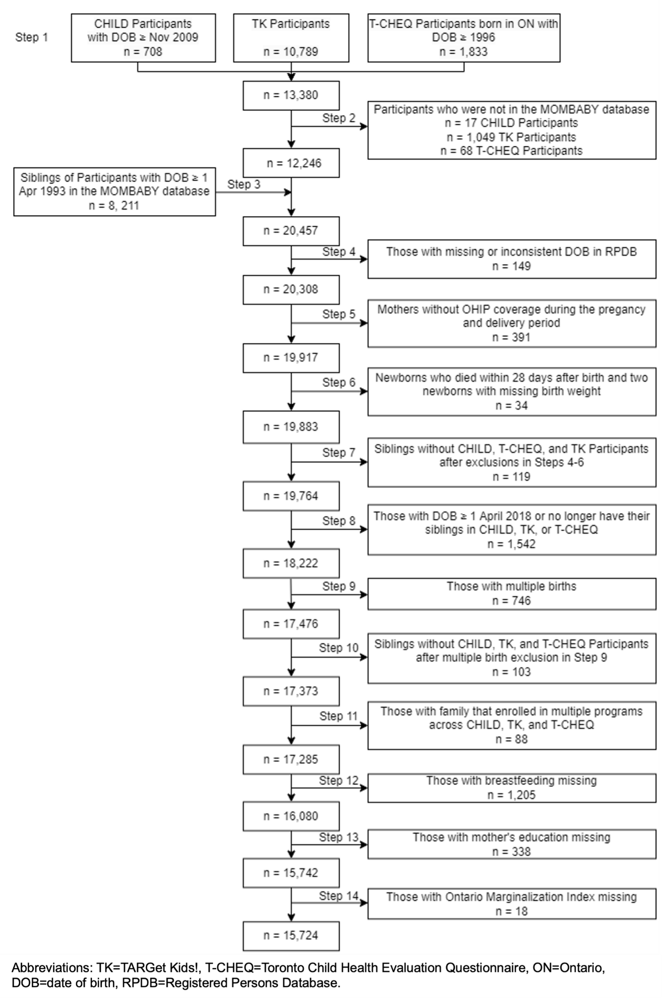 Step 1
CHILD Participants
with DOB ≥ Nov 2009
n = 708
TK Participants
n = 10,789
T-CHEQ Participants born in ON with
DOB ≥ 1996
n = 1,833
n = 13,380
Step 2
Participants who were not in the MOMBABY database
n = 17 CHILD Participants
n = 1,049 TK Participants
n = 68 T-CHEQ Participants
n = 12,246
Siblings of Participants with DOB ≥ 1
Apr 1993 in the MOMBABY database
n = 8, 211
Step 3
n = 20,457
Step 4
Those with missing or inconsistent DOB in RPDB
n = 149
n = 20,308
Step 5
Mothers without OHIP coverage during the pregancy
and delivery period
n = 391
n = 19,917
Step 6
Newborns who died within 28 days after birth and two
newborns with missing birth weight
n = 34
n = 19,883
Step 7
Siblings without CHILD, T-CHEQ, and TK Participants
after exclusions in Steps 4-6
n = 119
n = 19,764
Step 8
Those with DOB ≥ 1 April 2018 or no longer have their
siblings in CHILD, TK, or T-CHEQ
n = 1,542
n = 18,222
Step 9
Those with multiple births
n = 746
n = 17,476
Step 10
Siblings without CHILD, TK, and T-CHEQ Participants
after multiple birth exclusion in Step 9
n = 103
n = 17,373
Step 11
Those with family that enrolled in multiple programs
across CHILD, TK, and T-CHEQ
n = 88
n = 17,285
Step 12
Those with breastfeeding missing
n = 1,205
n = 16,080
Step 13
Those with mother's education missing
n = 338
n = 15,742
Step 14
Those with Ontario Marginalization Index missing
n = 18
n = 15,724
Abbreviations: TK=TARGet Kids!, T-CHEQ=Toronto Child Health Evaluation Questionnaire, ON=Ontario,
DOB=date of birth, RPDB=Registered Persons Database.